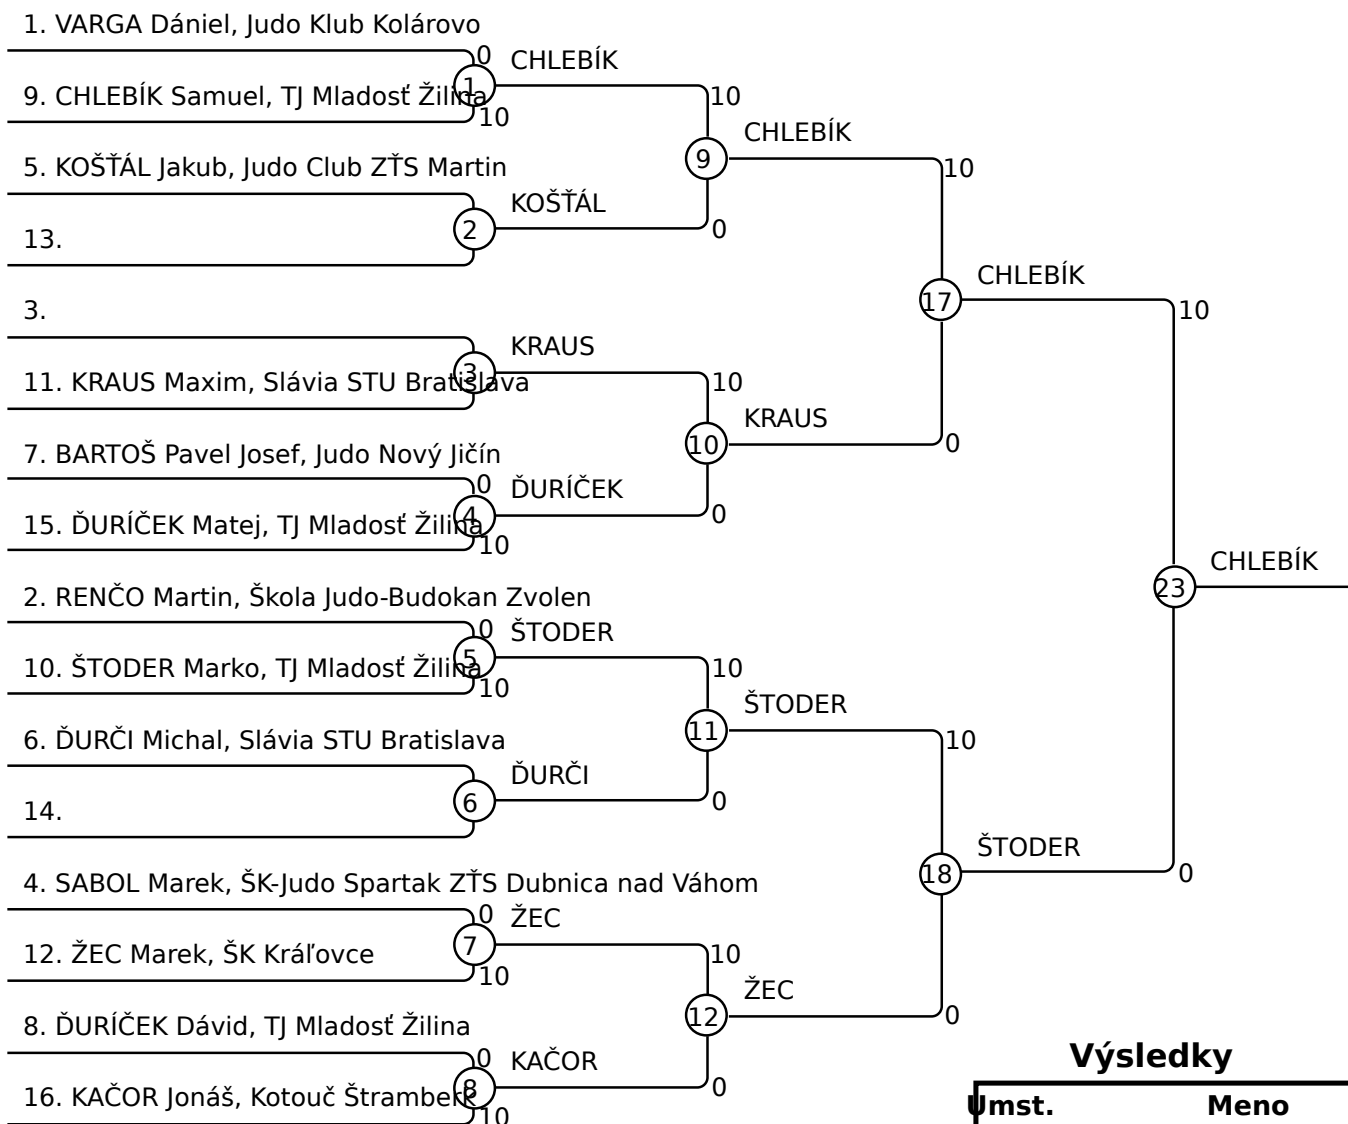 1. VARGA Dániel, Judo Klub Kolárovo
0
CHLEBÍK
1
9. CHLEBÍK Samuel, TJ Mladosť Žilina
10
10
CHLEBÍK
5. KOŠŤÁL Jakub, Judo Club ZŤS Martin
9
10
KOŠŤÁL
2
0
13.
CHLEBÍK
17
3.
10
KRAUS
3
11. KRAUS Maxim, Slávia STU Bratislava
10
KRAUS
10
0
7. BARTOŠ Pavel Josef, Judo Nový Jičín
0
ĎURÍČEK
4
0
15. ĎURÍČEK Matej, TJ Mladosť Žilina
10
CHLEBÍK
23
2. RENČO Martin, Škola Judo-Budokan Zvolen
0
ŠTODER
5
10. ŠTODER Marko, TJ Mladosť Žilina
10
10
ŠTODER
11
10
6. ĎURČI Michal, Slávia STU Bratislava
ĎURČI
6
0
14.
ŠTODER
18
0
4. SABOL Marek, ŠK-Judo Spartak ZŤS Dubnica nad Váhom
0
ŽEC
7
12. ŽEC Marek, ŠK Kráľovce
10
10
ŽEC
12
0
8. ĎURÍČEK Dávid, TJ Mladosť Žilina
0
KAČOR
8
0
16. KAČOR Jonáš, Kotouč Štramberk
10
Výsledky
Umst. Meno